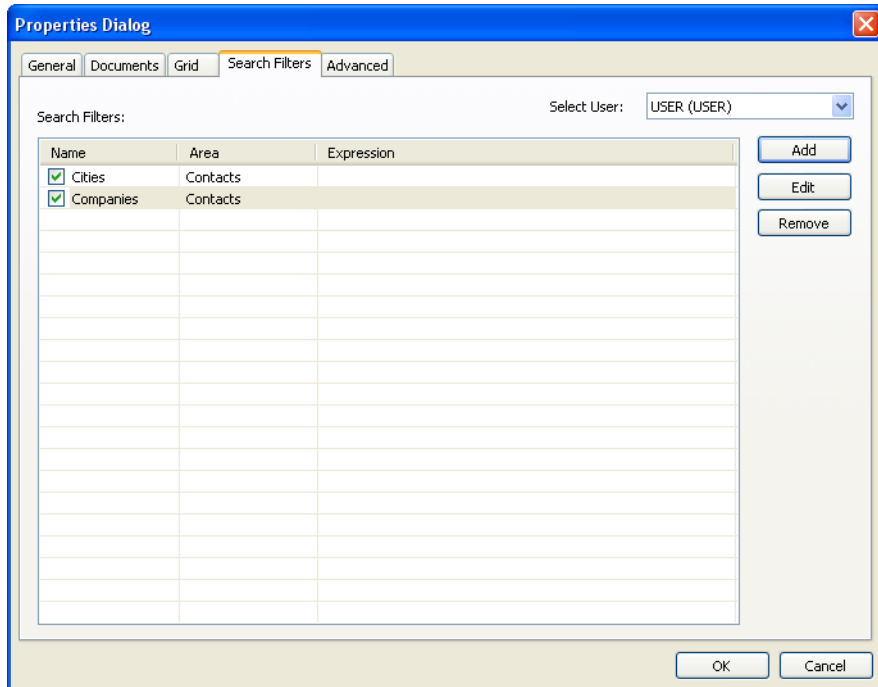 Properties Dialog
General Documents Grid Search Filters Advanced
Select User: USER (USER)
Search Filters:
Name Area Expression
Cities Contacts
Companies Contacts
Add
Edit
Remove
OK Cancel